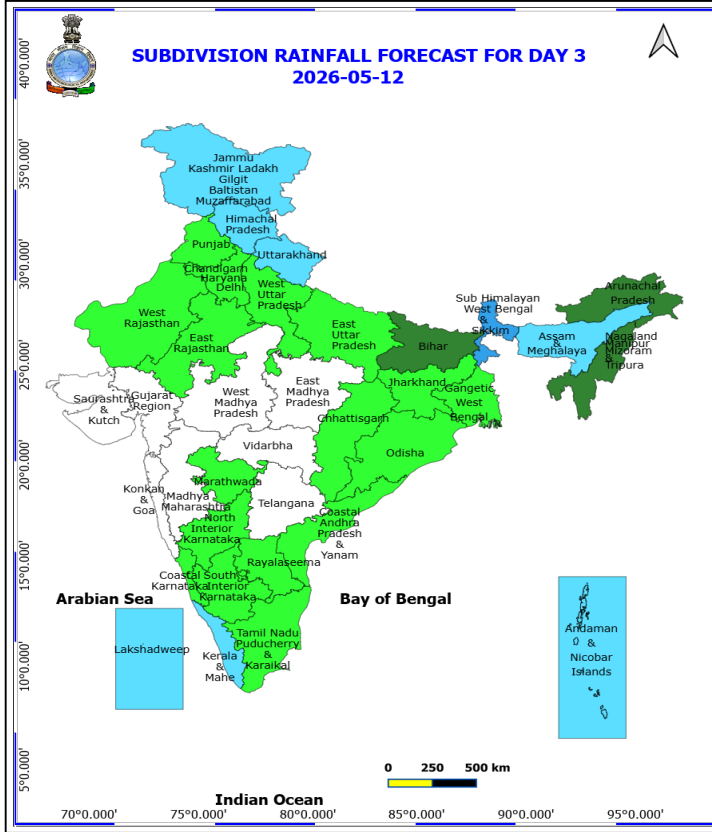 SUBDIVISION RAINFALL FORECAST FOR DAY 3
2026-05-12
40°0.000'
35°0.000'
30°0.000'
25°0.000'
20°0.000'
15°0.000'
10°0.000'
5°0.000'
Jammu
Kashmir Ladakh
Gilgit
Baltistan
Muzaffarabad
Himachal
Pradesh
Uttarakhand
Punjab
Chandigarh
Haryana
Delhi
West
Uttar
Pradesh
West
Rajasthan
East
Rajasthan
East
Uttar
Pradesh
Bihar
Sub Himalayan
West Bengal
&
Sikkim
Arunachal
Pradesh
Assam
&
Meghalaya
Nagaland
Manipur
Mizoram
&
Tripura
Jharkhand
Gangetic
West
Bengal
Saurashtra
&
Kutch
Gujarat
Region
West
Madhya
Pradesh
East
Madhya
Pradesh
Chhattisgarh
Odisha
Vidarbha
Konkan
&
Goa
Madhya
Maharashtra
Marathwada
Telangana
North
Interior
Karnataka
Coastal
Andhra
Pradesh
&
Yanam
Rayalaseema
Coastal
Karnataka
South
Interior
Karnataka
Arabian Sea
Bay of Bengal
Lakshadweep
Kerala
&
Mahe
Tamil Nadu
Puducherry
&
Karaikal
Andaman
&
Nicobar
Islands
0 250 500 km
Indian Ocean
70°0.000' 75°0.000' 80°0.000' 85°0.000' 90°0.000' 95°0.000'